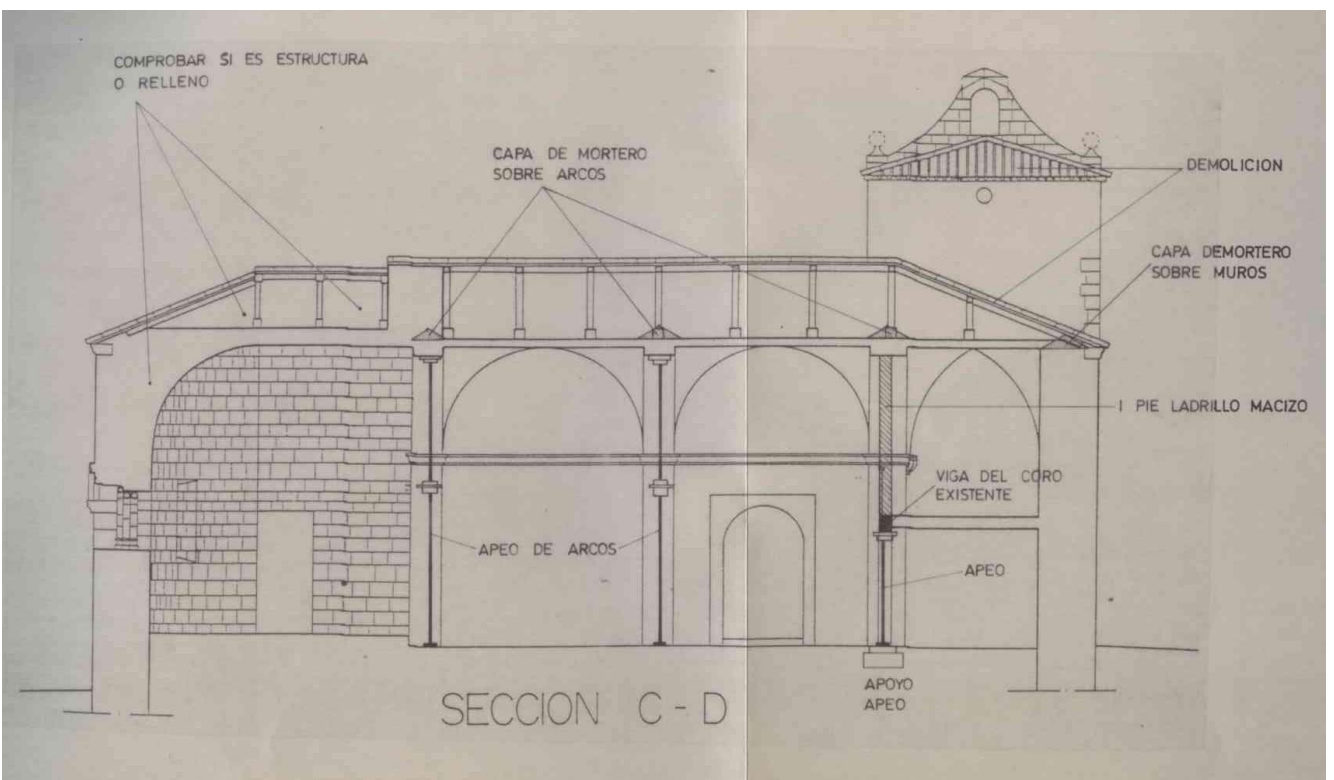 COMPROBAR SI ES ESTRUCTURA
O RELLENO
CAPA DE MORTERO
SOBRE ARCOS
DEMOLICION
CAPA DEMORTERO
SOBRE MUROS
1 PIE LADRILLO MACIZO
VIGA DEL CORO
EXISTENTE
APEO DE ARCOS
APEO
APOYO
APEO
SECCION C - D